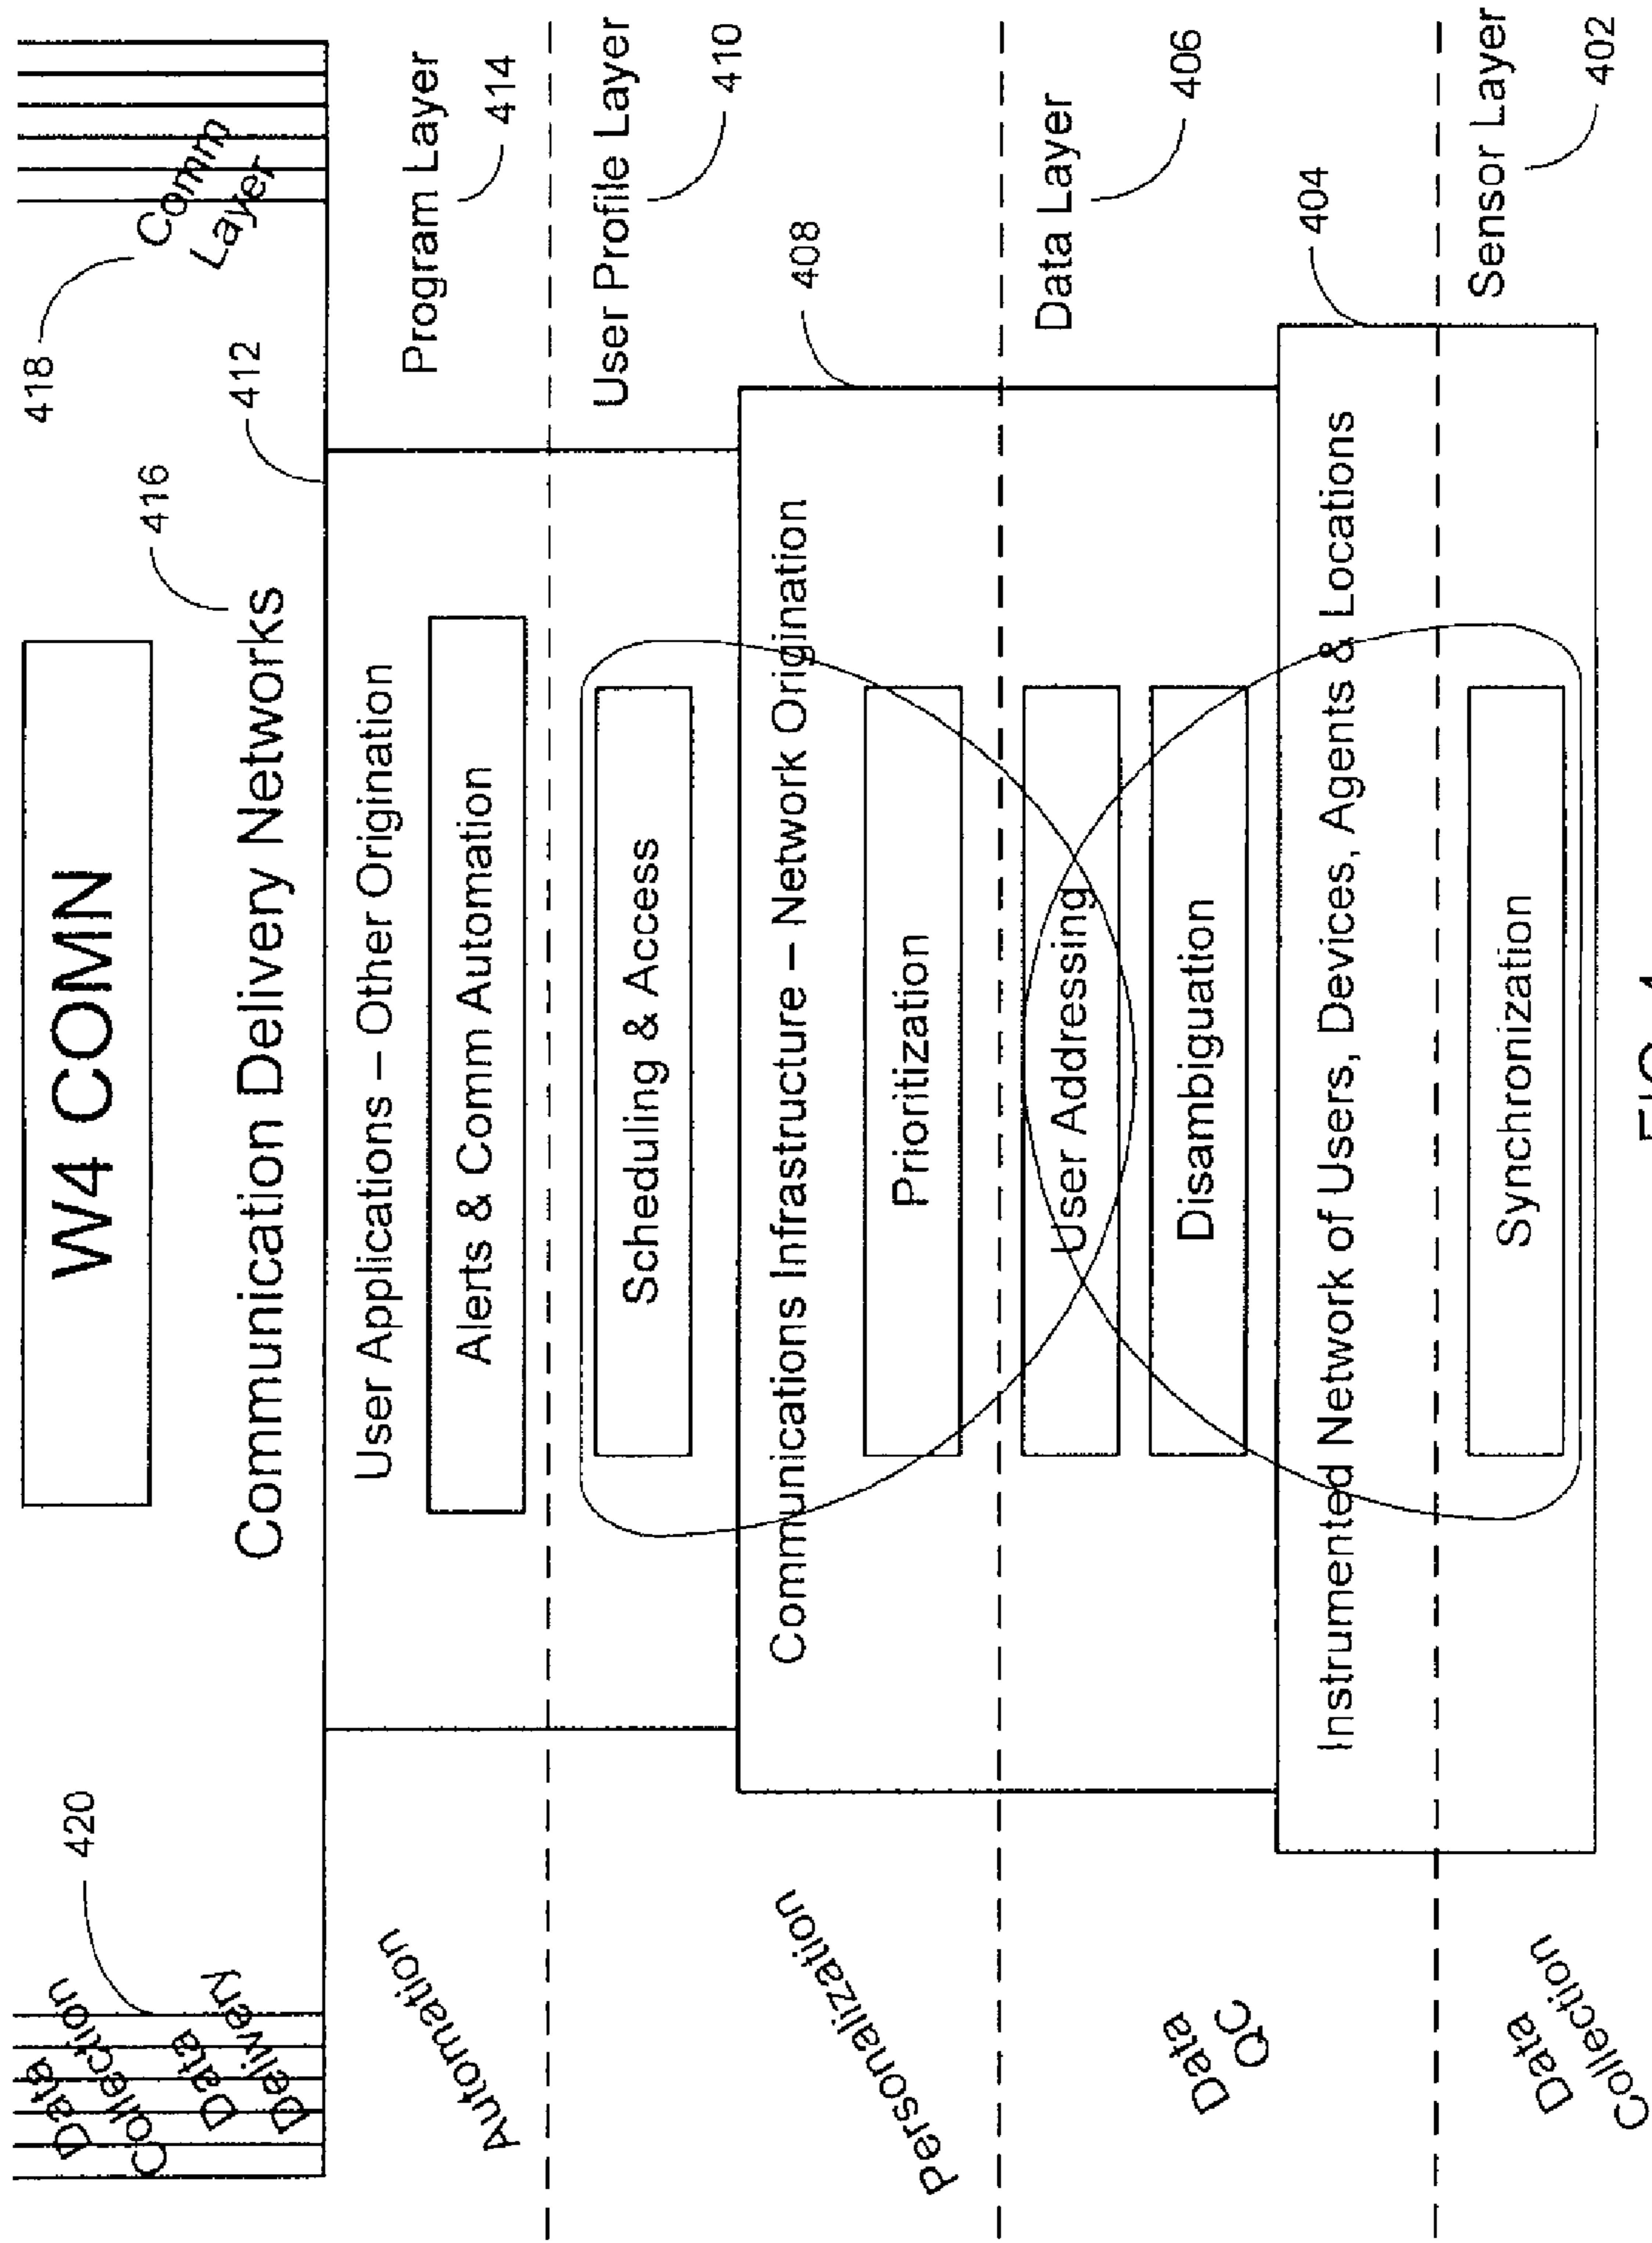 W4 COMN
418
Comm
Layer
420
Data
Collection
Data
Delivery
416
Communication Delivery Networks
412
User Applications – Other Origination
Program Layer
414
Automation
Alerts & Comm Automation
User Profile Layer
410
Scheduling & Access
408
Communications Infrastructure – Network Origination
Personalization
Prioritization
Data Layer
406
User Addressing
Data
QC
Disambiguation
404
Instrumented Network of Users, Devices, Agents & Locations
Sensor Layer
402
Data
Collection
Synchronization